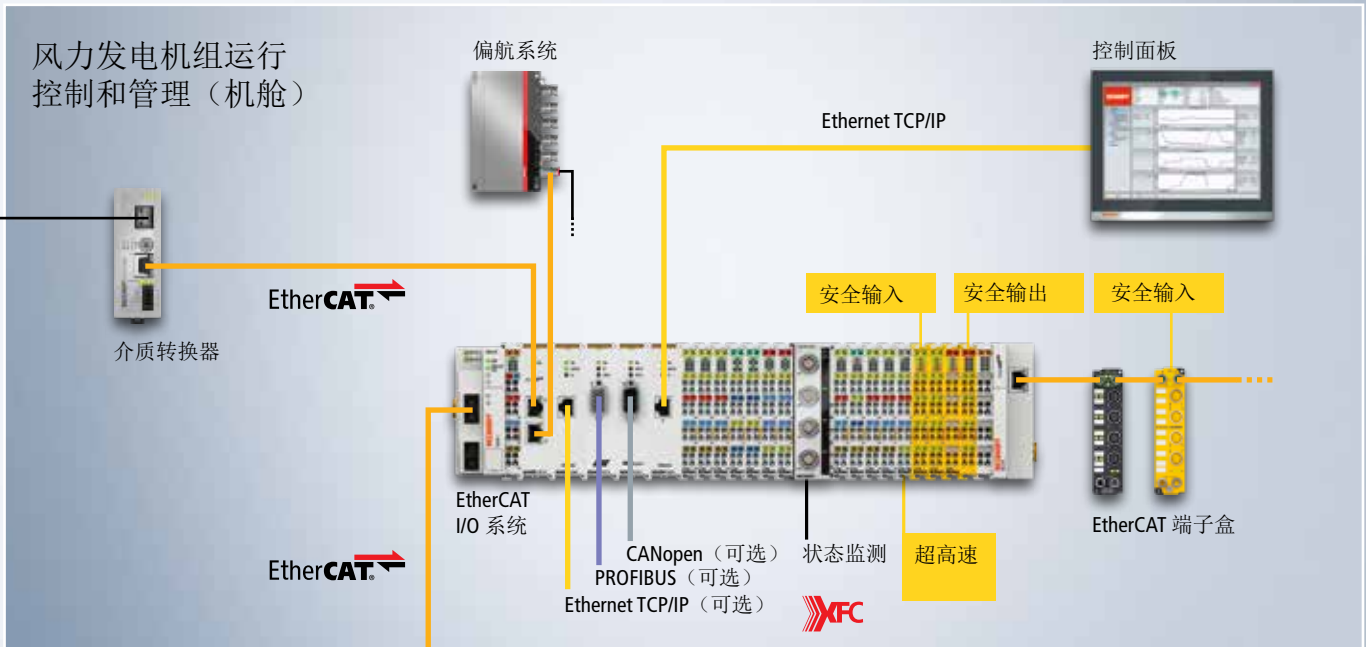 风力发电机组运行
控制和管理（机舱）
偏航系统
控制面板
Ethernet TCP/IP
EtherCAT
介质转换器
安全输入
安全输出
安全输入
EtherCAT
I/O 系统
EtherCAT 端子盒
EtherCAT
CANopen（可选）
PROFIBUS（可选）
Ethernet TCP/IP（可选）
状态监测
超高速
XFC